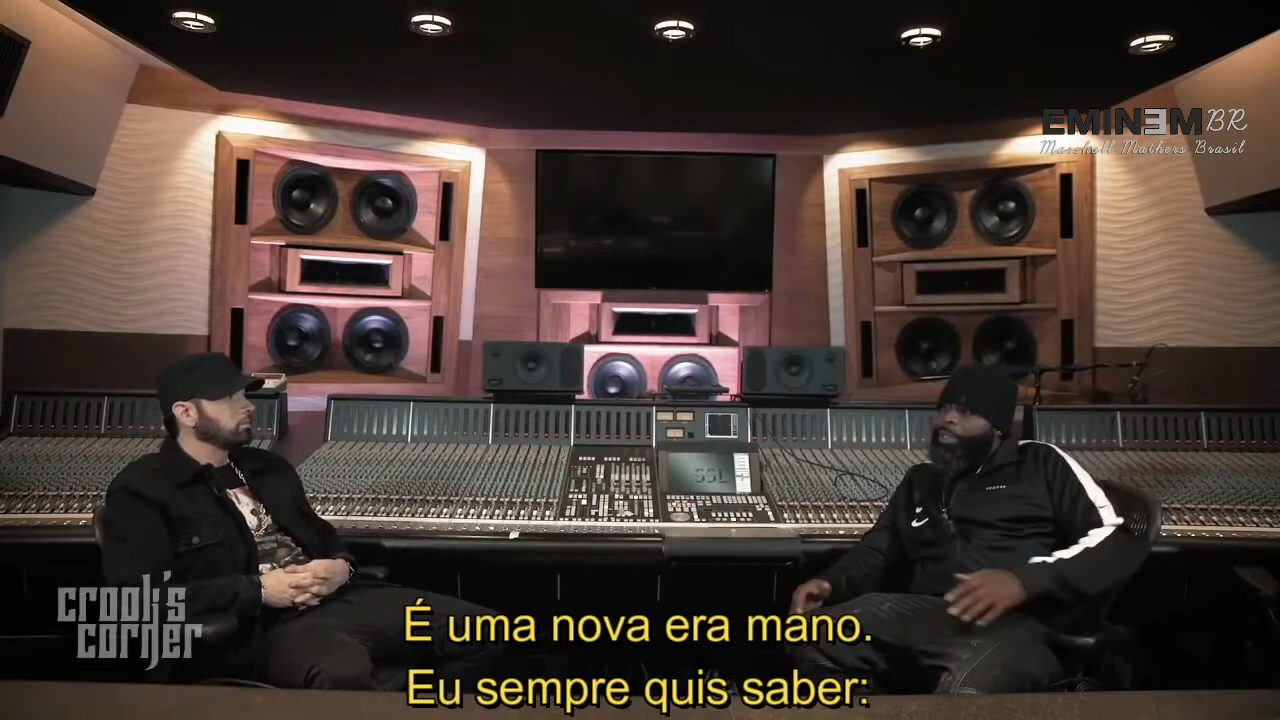 EMINEMBR
Marshall Mathers Brasil
SSL
crook's
corner
É uma nova era mano.
Eu sempre quis saber: